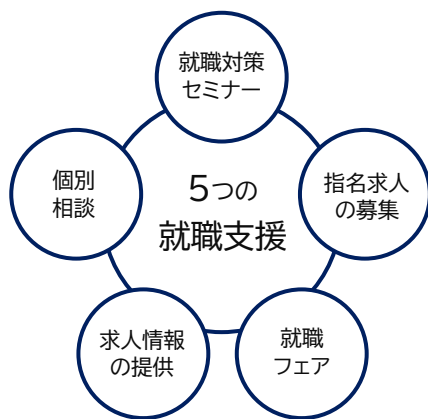 就職対策
セミナー
個別
相談
5つの
就職支援
指名求人
の募集
求人情報
の提供
就職
フェア